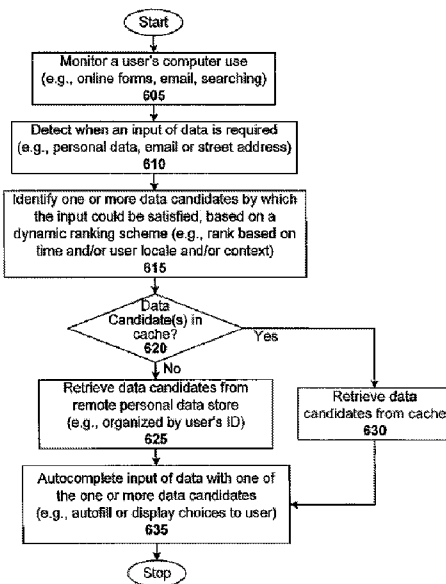 Start
Monitor a user's computer use
(e.g., online forms, email, searching)
605
Detect when an input of data is required
(e.g., personal data, email or street address)
610
Identify one or more data candidates by which
the input could be satisfied, based on a
dynamic ranking scheme (e.g., rank based on
time and/or user locale and/or context)
615
Data
Candidate(s) in
cache?
620
Yes
No
Retrieve data candidates from
remote personal data store
(e.g., organized by user's ID)
625
Retrieve data
candidates from cache
630
Autocomplete input of data with one of
the one or more data candidates
(e.g., autofill or display choices to user)
635
Stop